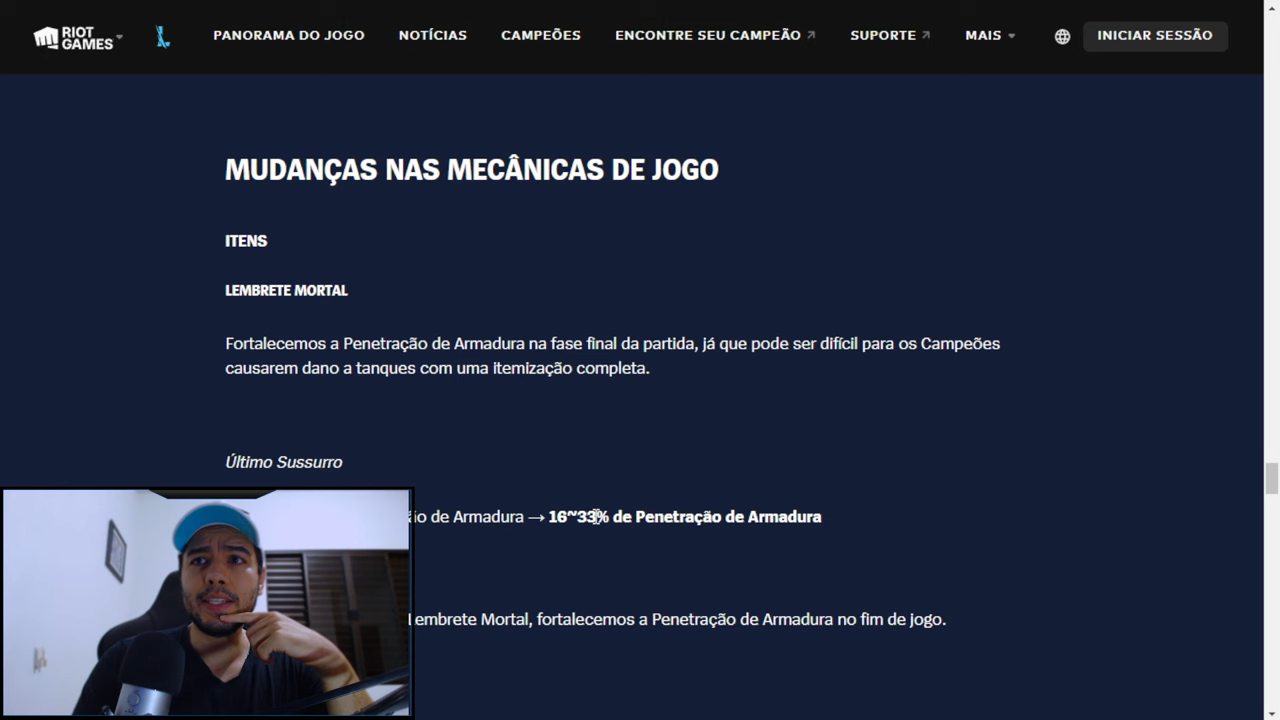 RIOT GAMES
PANORAMA DO JOGO NOTÍCIAS CAMPEÕES ENCONTRE SEU CAMPEÃO SUPORTE MAIS INICIAR SESSÃO
MUDANÇAS NAS MECÂNICAS DE JOGO
ITENS
LEMBRETE MORTAL
Fortalecemos a Penetração de Armadura na fase final da partida, já que pode ser difícil para os Campeões
causarem dano a tanques com uma itemização completa.
Último Sussurro
ão de Armadura → 16~33% de Penetração de Armadura
Lembrete Mortal, fortalecemos a Penetração de Armadura no fim de jogo.